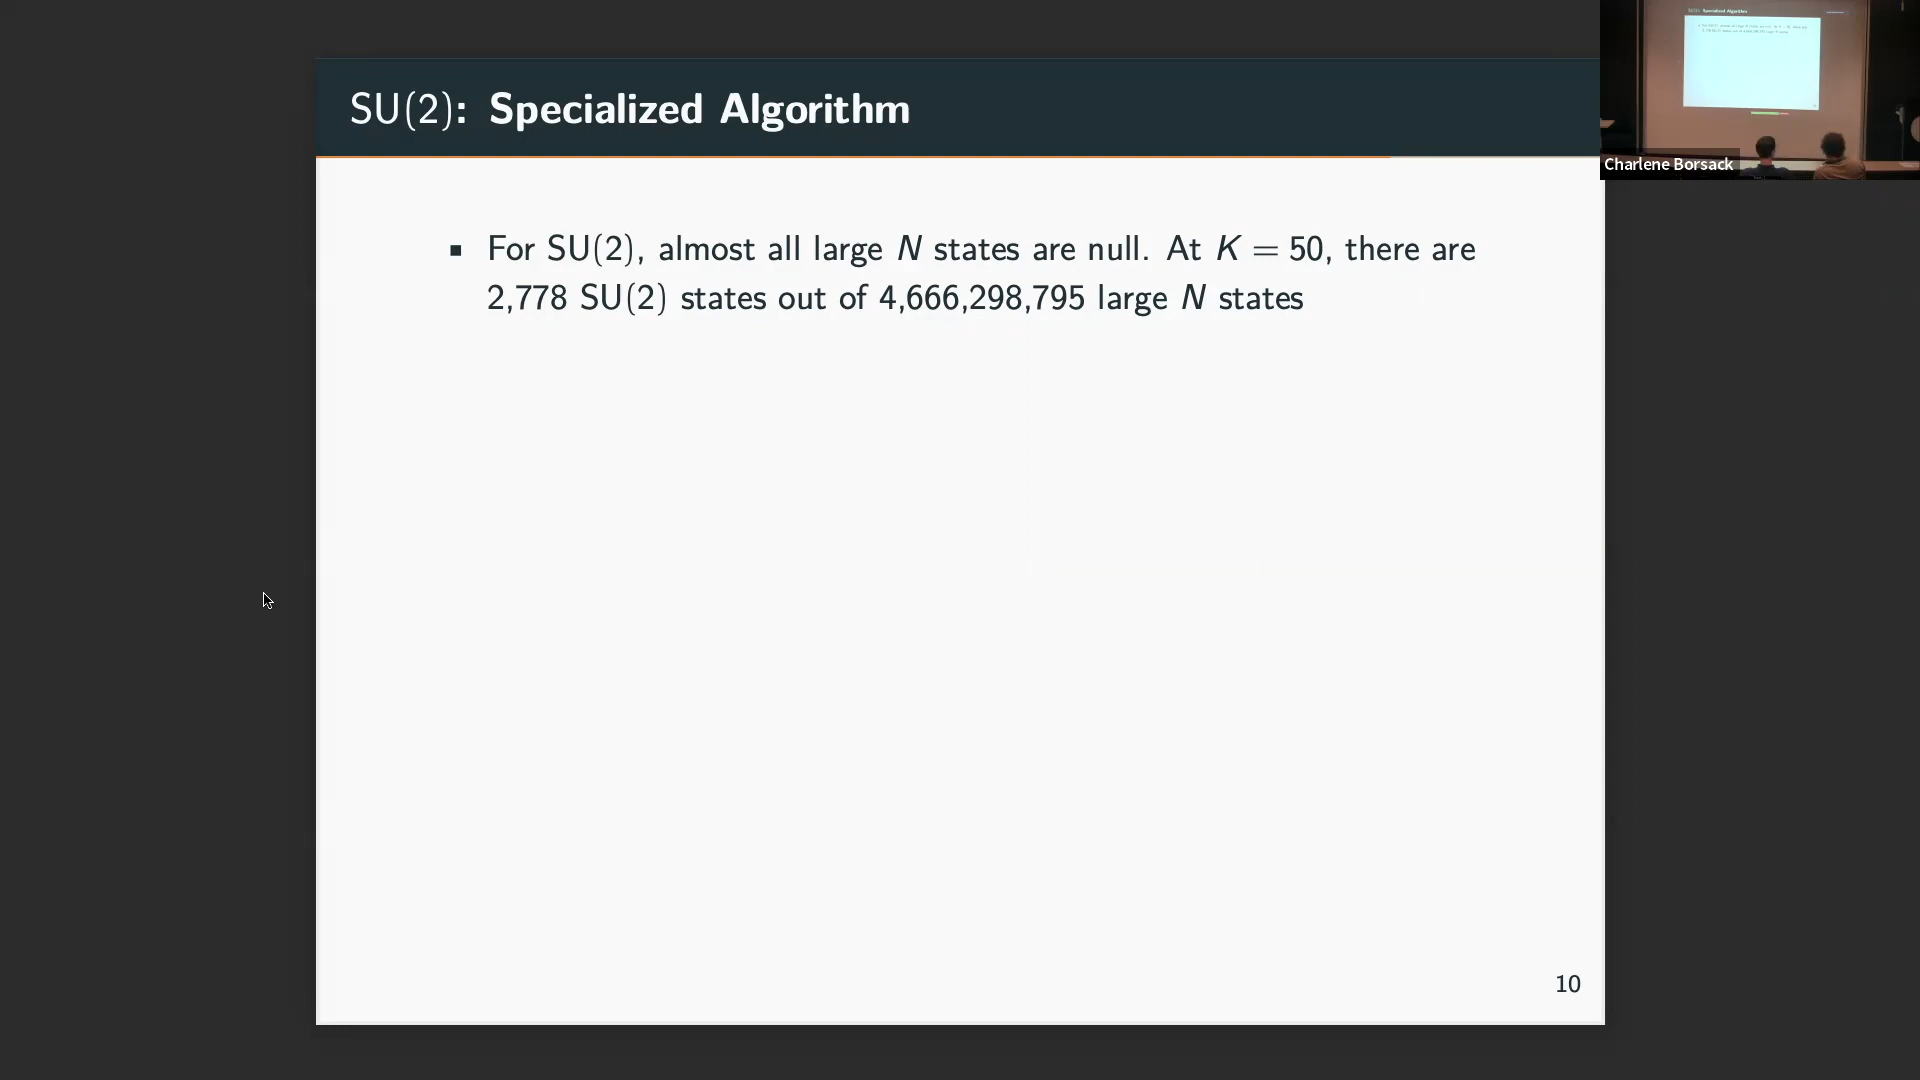 SU(2): Specialized Algorithm
Charlene Borsack
▪ For SU(2), almost all large N states are null. At K = 50, there are
2,778 SU(2) states out of 4,666,298,795 large N states
10